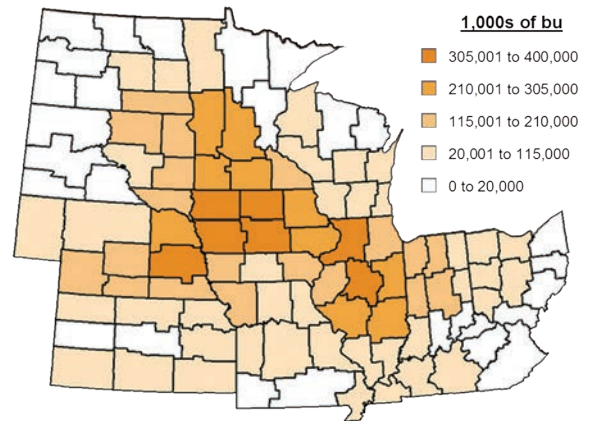 1,000s of bu
305,001 to 400,000
210,001 to 305,000
115,001 to 210,000
20,001 to 115,000
0 to 20,000